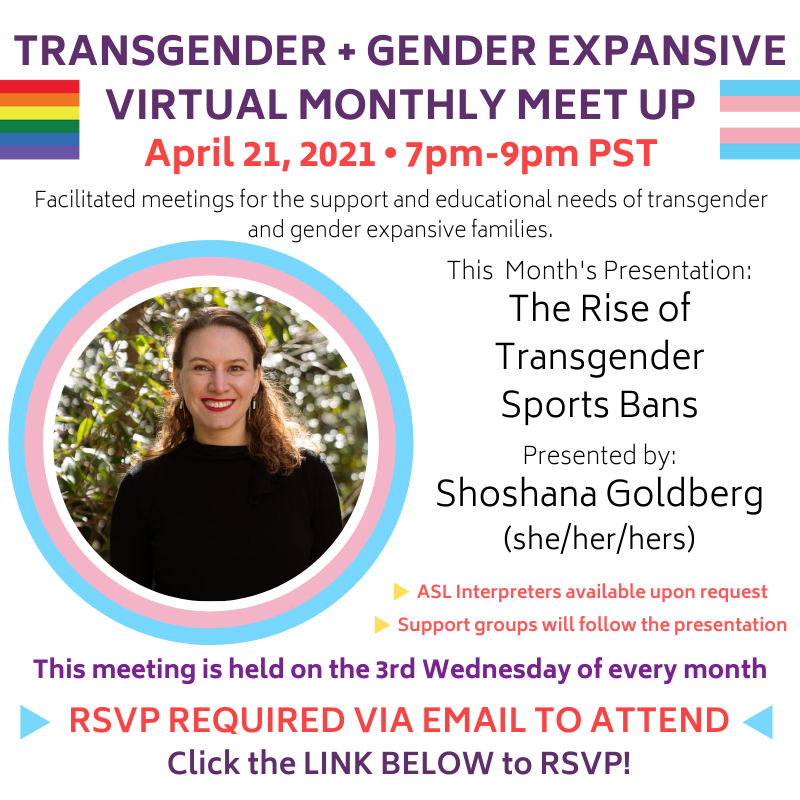 TRANSGENDER + GENDER EXPANSIVE
VIRTUAL MONTHLY MEET UP
April 21, 2021 • 7pm-9pm PST
Facilitated meetings for the support and educational needs of transgender
and gender expansive families.
This Month's Presentation:
The Rise of
Transgender
Sports Bans
Presented by:
Shoshana Goldberg
(she/her/hers)
ASL Interpreters available upon request
Support groups will follow the presentation
This meeting is held on the 3rd Wednesday of every month
RSVP REQUIRED VIA EMAIL TO ATTEND
Click the LINK BELOW to RSVP!